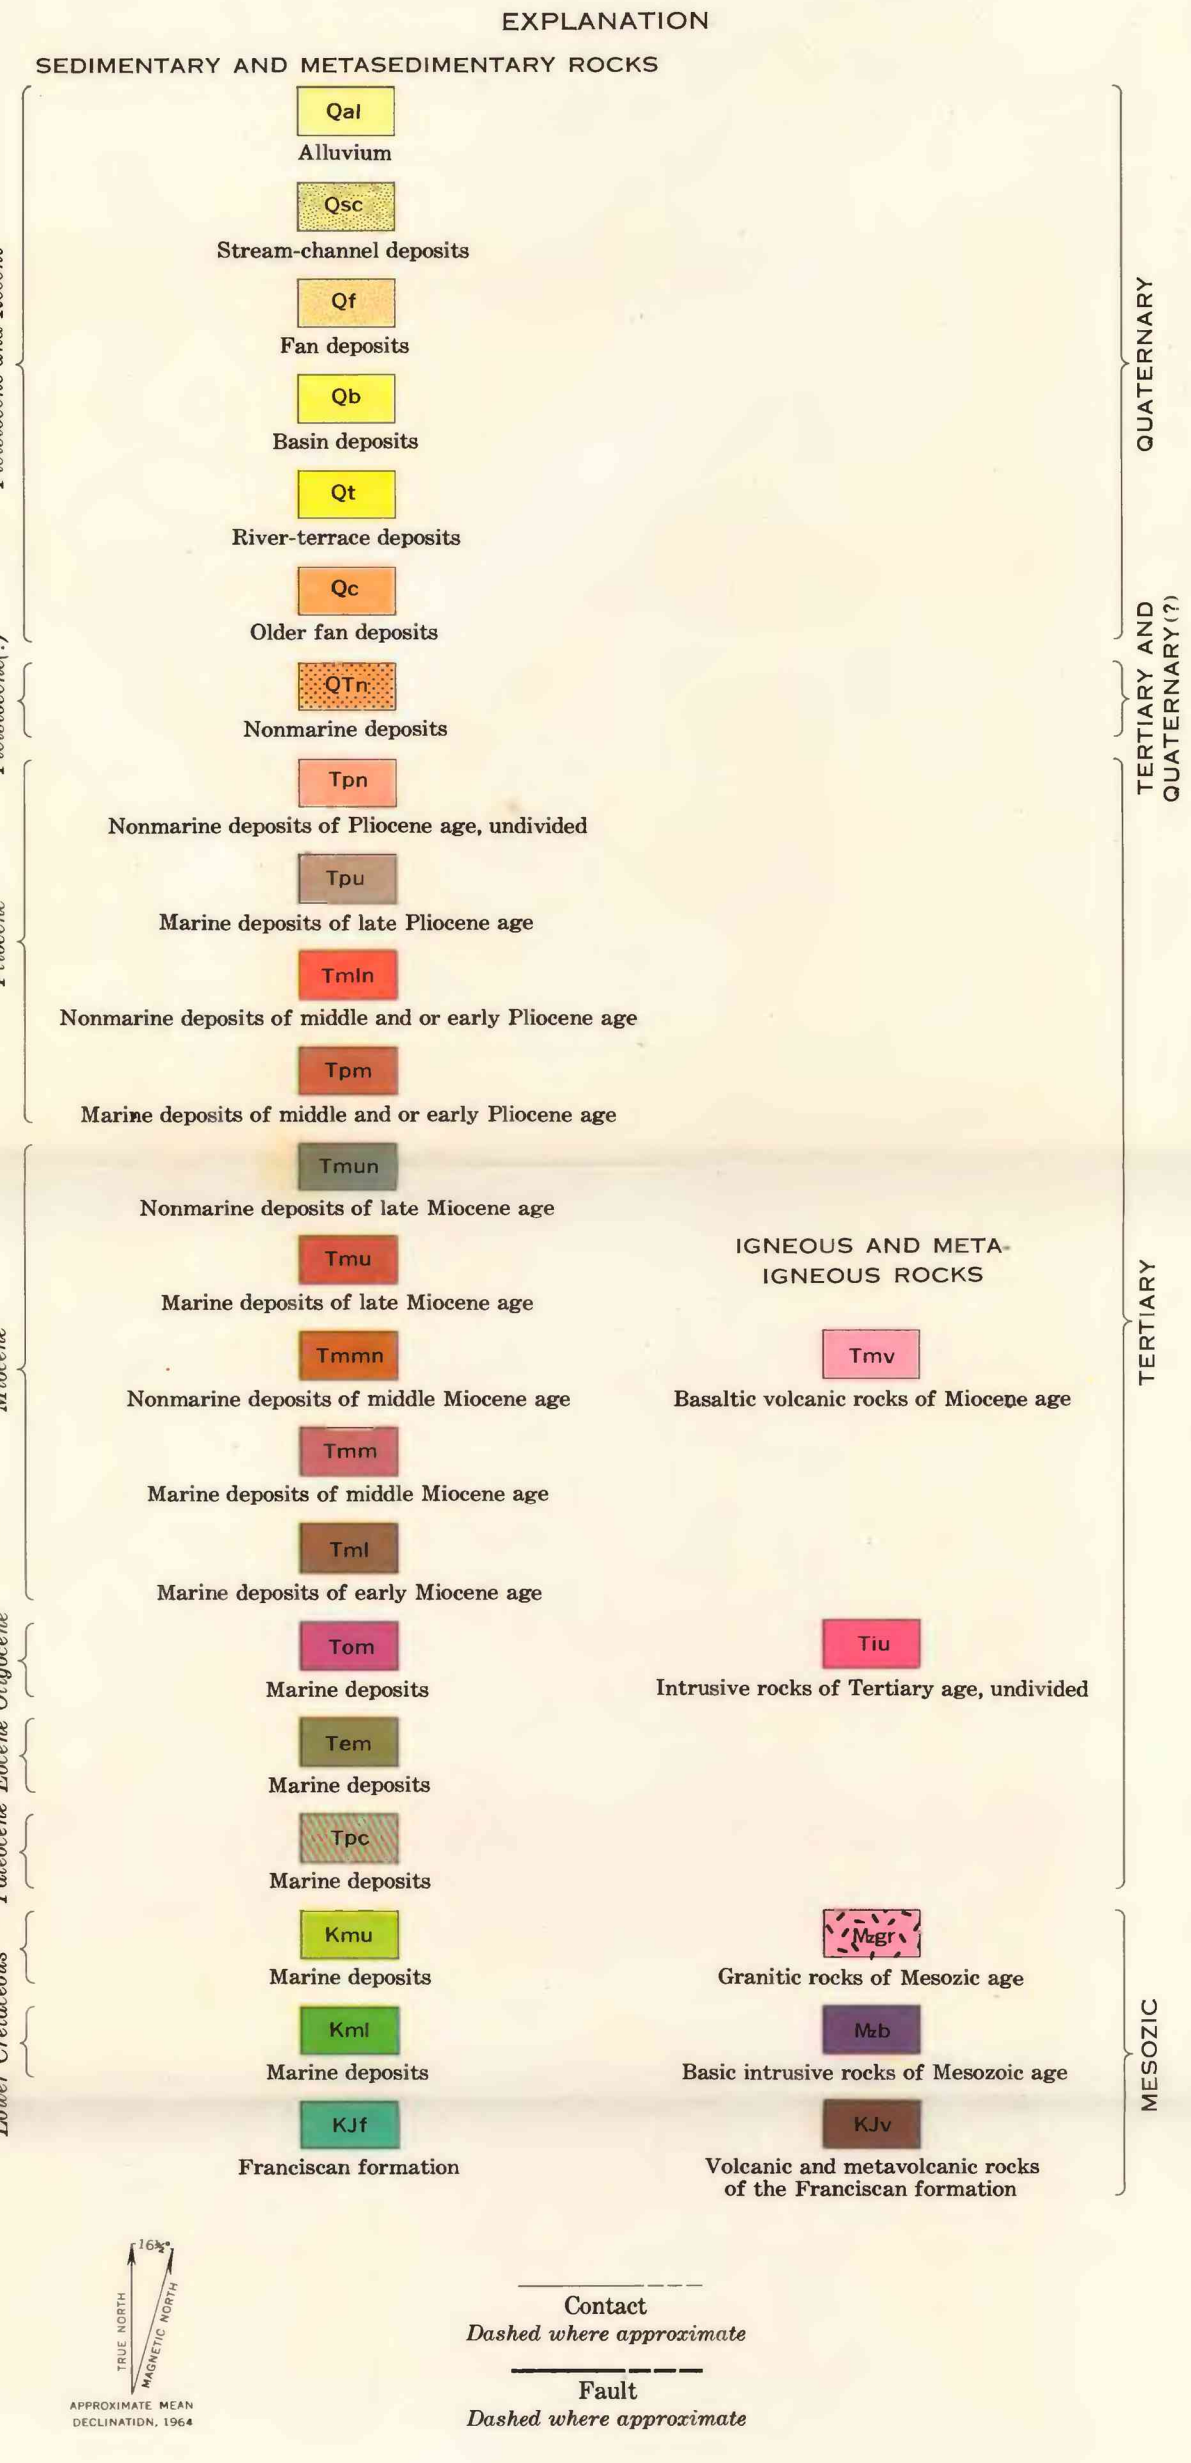 EXPLANATION
SEDIMENTARY AND METASEDIMENTARY ROCKS
Qal
Alluvium
Qsc
Stream-channel deposits
Qf
Fan deposits
Qb
Basin deposits
Qt
River-terrace deposits
Qc
Older fan deposits
QTn
Nonmarine deposits
Tpn
Nonmarine deposits of Pliocene age, undivided
Tpu
Marine deposits of late Pliocene age
Tmln
Nonmarine deposits of middle and or early Pliocene age
Tpm
Marine deposits of middle and or early Pliocene age
Tmun
Nonmarine deposits of late Miocene age
Tmu
Marine deposits of late Miocene age
Tmmn
Nonmarine deposits of middle Miocene age
Tmm
Marine deposits of middle Miocene age
Tml
Marine deposits of early Miocene age
Tom
Marine deposits
Tem
Marine deposits
Tpc
Marine deposits
Kmu
Marine deposits
Kml
Marine deposits
KJf
Franciscan formation
IGNEOUS AND META-
IGNEOUS ROCKS
Tmv
Basaltic volcanic rocks of Miocene age
Tiu
Intrusive rocks of Tertiary age, undivided
Mzgr
Granitic rocks of Mesozic age
Mzb
Basic intrusive rocks of Mesozoic age
KJv
Volcanic and metavolcanic rocks
of the Franciscan formation
QUATERNARY
TERTIARY AND
QUATERNARY(?)
TERTIARY
MESOZIC
16½°
TRUE NORTH
MAGNETIC NORTH
APPROXIMATE MEAN
DECLINATION, 1964
Contact
Dashed where approximate
Fault
Dashed where approximate